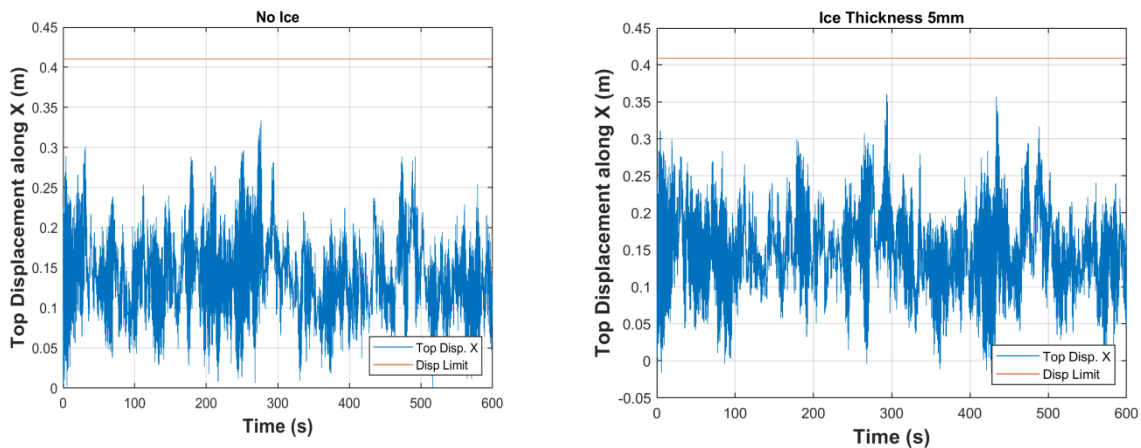 No Ice
0.45
0.4
0.35
0.3
0.25
0.2
0.15
0.1
0.05
0
Top Displacement along X (m)
0 100 200 300 400 500 600
Time (s)
Top Disp. X
Disp Limit
Ice Thickness 5mm
0.45
0.4
0.35
0.3
0.25
0.2
0.15
0.1
0.05
0
-0.05
Top Displacement along X (m)
0 100 200 300 400 500 600
Time (s)
Top Disp. X
Disp Limit